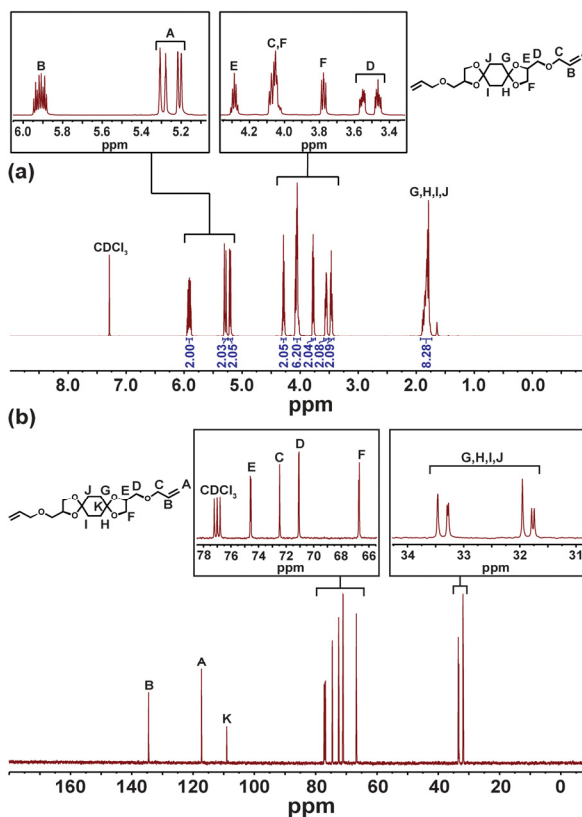 B
A
6.0 5.8 5.6 5.4 5.2
ppm
E
C,F
F
D
4.2 4.0 3.8 3.6 3.4
ppm
J G E C
D
O O O O O O
I H F B
(a)
CDCl3
G,H,I,J
2.00
2.03
2.05
2.05
6.20
2.04
2.08
2.09
8.28
8.0 7.0 6.0 5.0 4.0 3.0 2.0 1.0 0.0
ppm
(b)
J G E C A
K D
O O O O O O
I H F B
CDCl3
E
C
D
F
78 76 74 72 70 68 66
ppm
G,H,I,J
34 33 32 31
ppm
B
A
K
160 140 120 100 80 60 40 20 0
ppm